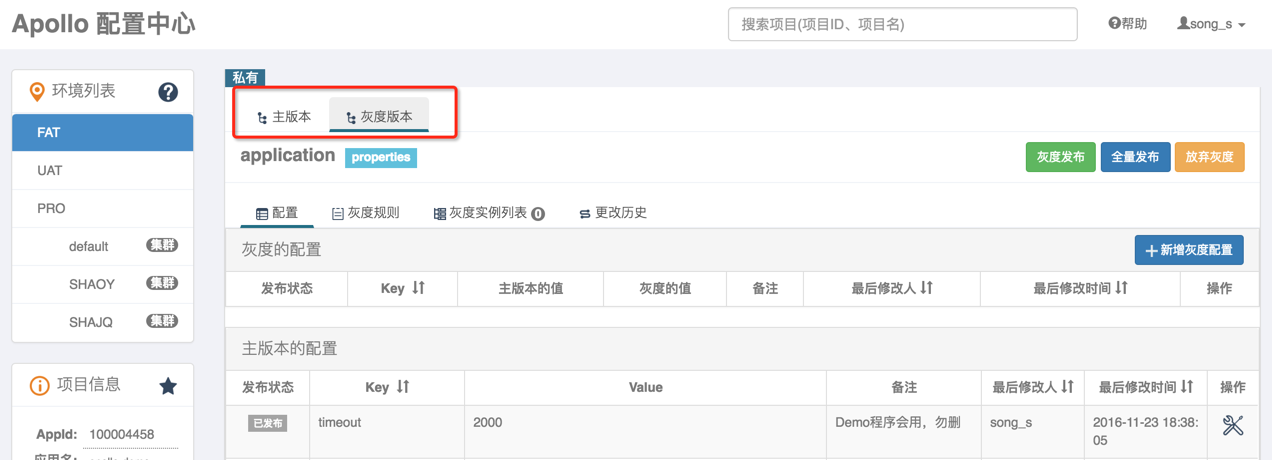 Apollo 配置中心
搜索项目(项目ID、项目名)
帮助
song_s
环境列表
FAT
UAT
PRO
default 集群
SHAOY 集群
SHAJQ 集群
项目信息
AppId: 100004458
私有
主版本 灰度版本
application properties
灰度发布 全量发布 放弃灰度
配置 灰度规则 灰度实例列表 0 更改历史
灰度的配置
新增灰度配置
发布状态 Key 主版本的值 灰度的值 备注 最后修改人 最后修改时间 操作
主版本的配置
发布状态 Key Value 备注 最后修改人 最后修改时间 操作
已发布 timeout 2000 Demo程序会用，勿删 song_s 2016-11-23 18:38:
05